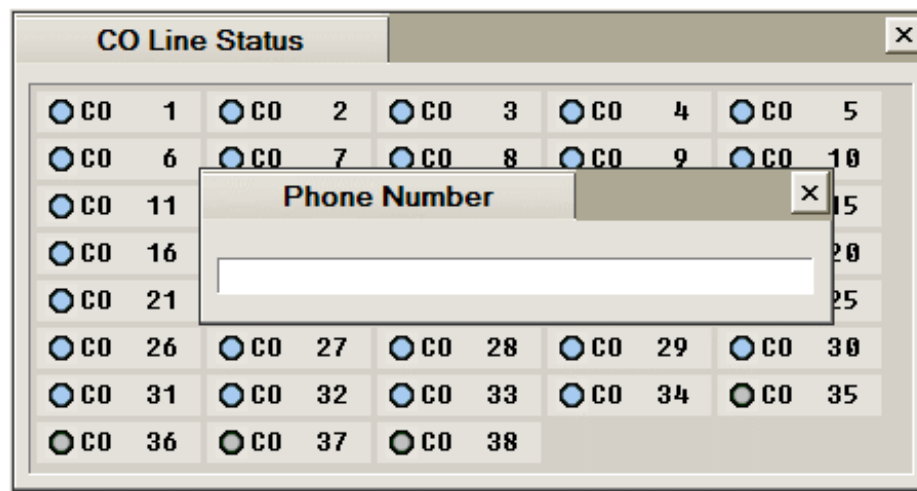 CO Line Status
CO 1 CO 2 CO 3 CO 4 CO 5
CO 6 CO 7 CO 8 CO 9 CO 10
CO 11 15
CO 16 20
CO 21 25
Phone Number
CO 26 CO 27 CO 28 CO 29 CO 30
CO 31 CO 32 CO 33 CO 34 CO 35
CO 36 CO 37 CO 38